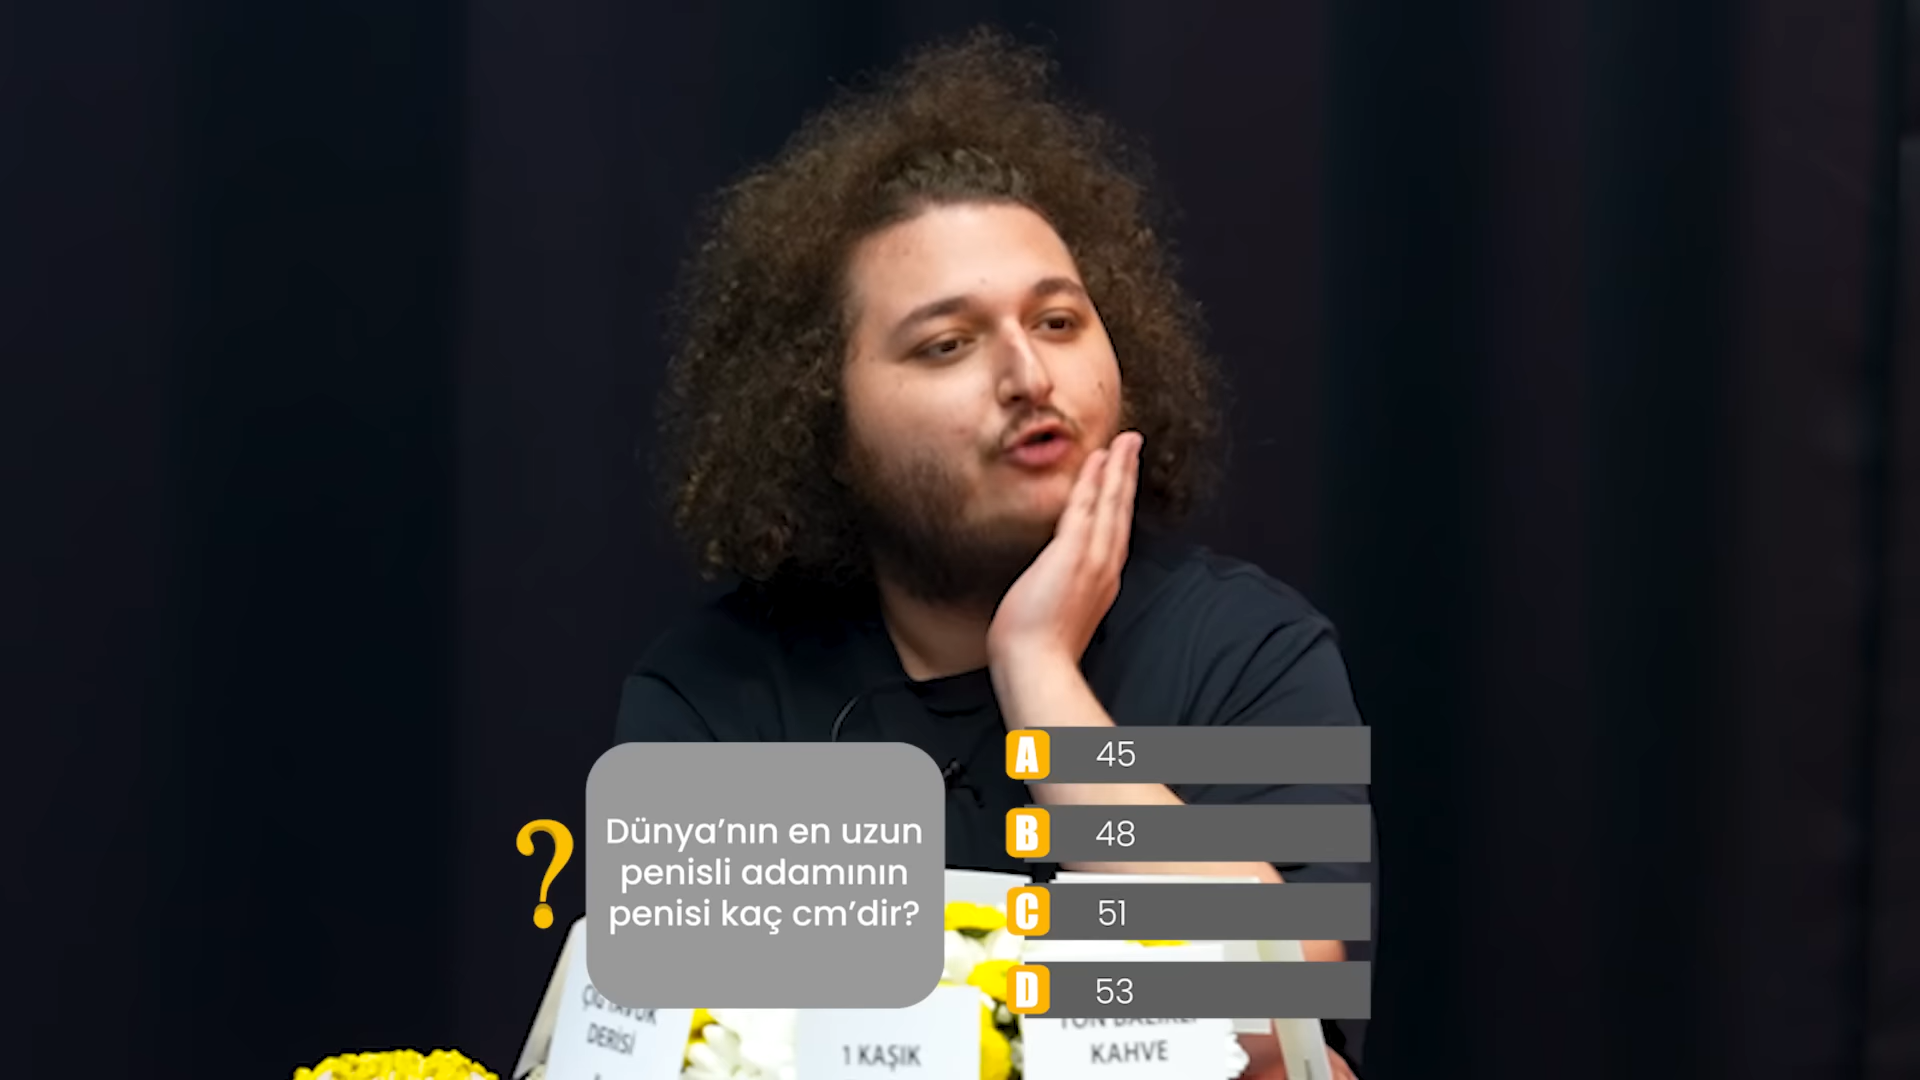 ?
Dünya’nın en uzun
penisli adamının
penisi kaç cm’dir?
A 45
B 48
C 51
D 53
DERİSİ
1 KAŞIK
KAHVE